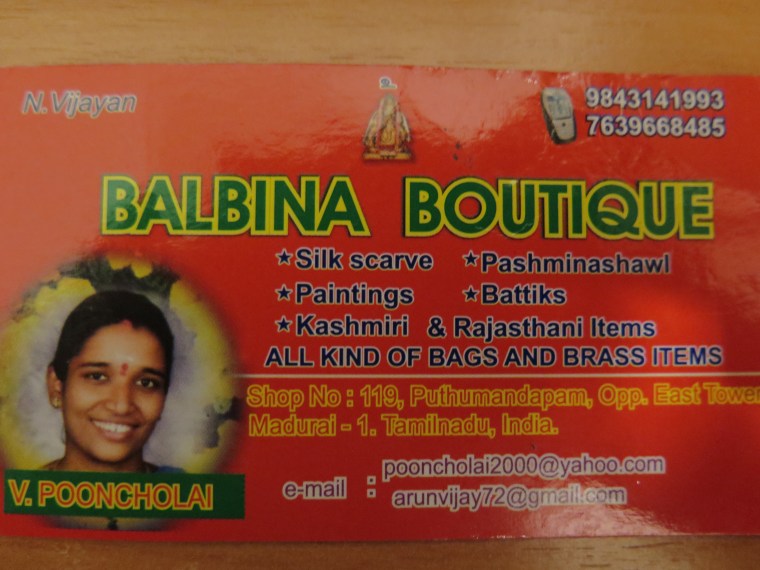 N.Vijayan
உ
9843141993
7639668485
BALBINA BOUTIQUE
★Silk scarve ★Pashminashawl
★Paintings ★Battiks
★Kashmiri & Rajasthani Items
ALL KIND OF BAGS AND BRASS ITEMS
Shop No : 119, Puthumandapam, Opp. East Tower
Madurai - 1. Tamilnadu, India.
V. POONCHOLAI
e-mail : pooncholai2000@yahoo.com
arunvijay72@gmail.com